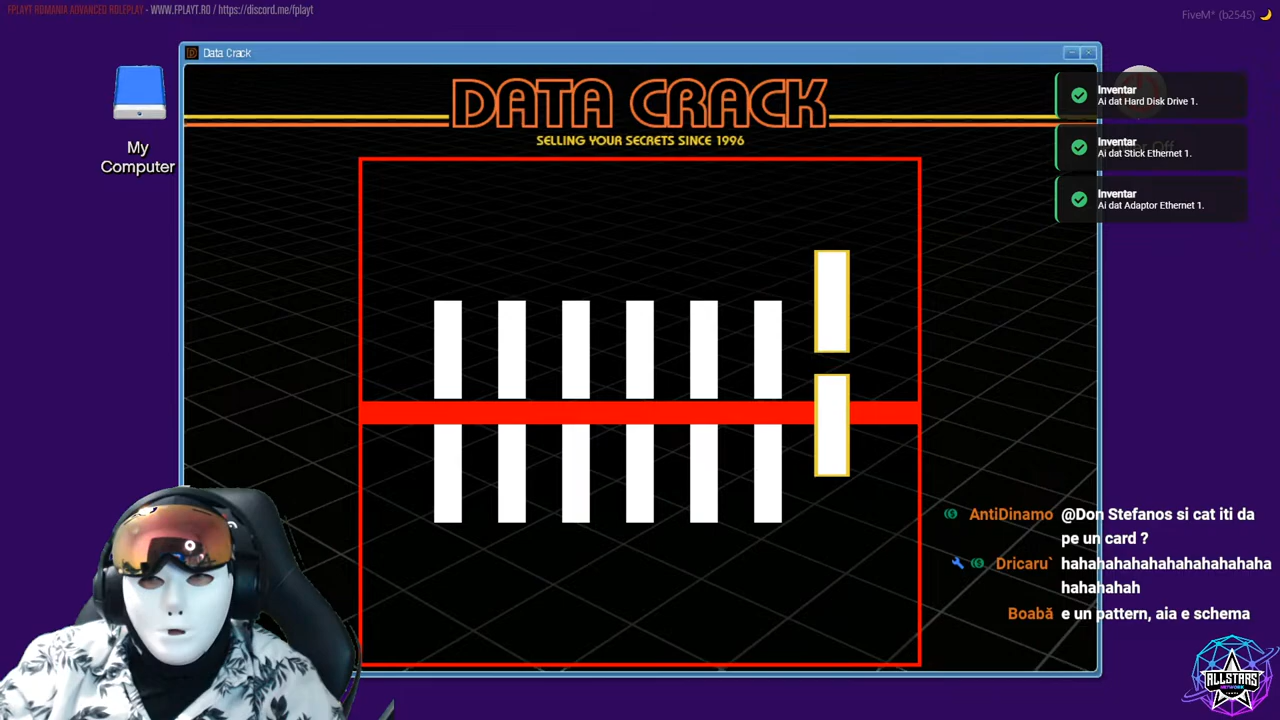 FPLAYT ROMANIA ADVANCED ROLEPLAY - WWW.FPLAYT.RO / https://discord.me/fplayt
FiveM* (b2545)
Data Crack
DATA CRACK
SELLING YOUR SECRETS SINCE 1996
My
Computer
Inventar
Ai dat Hard Disk Drive 1.
Inventar
Ai dat Stick Ethernet 1.
Inventar
Ai dat Adaptor Ethernet 1.
AntiDinamo @Don Stefanos si cat iti da
pe un card ?
Dricaru` hahahahahahahahahahahaha
hahahahah
Boabă e un pattern, aia e schema
ALLSTARS
NETWORK